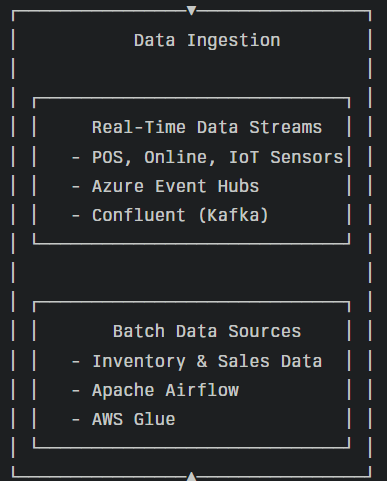 Data Ingestion
Real-Time Data Streams
- POS, Online, IoT Sensors
- Azure Event Hubs
- Confluent (Kafka)
Batch Data Sources
- Inventory & Sales Data
- Apache Airflow
- AWS Glue